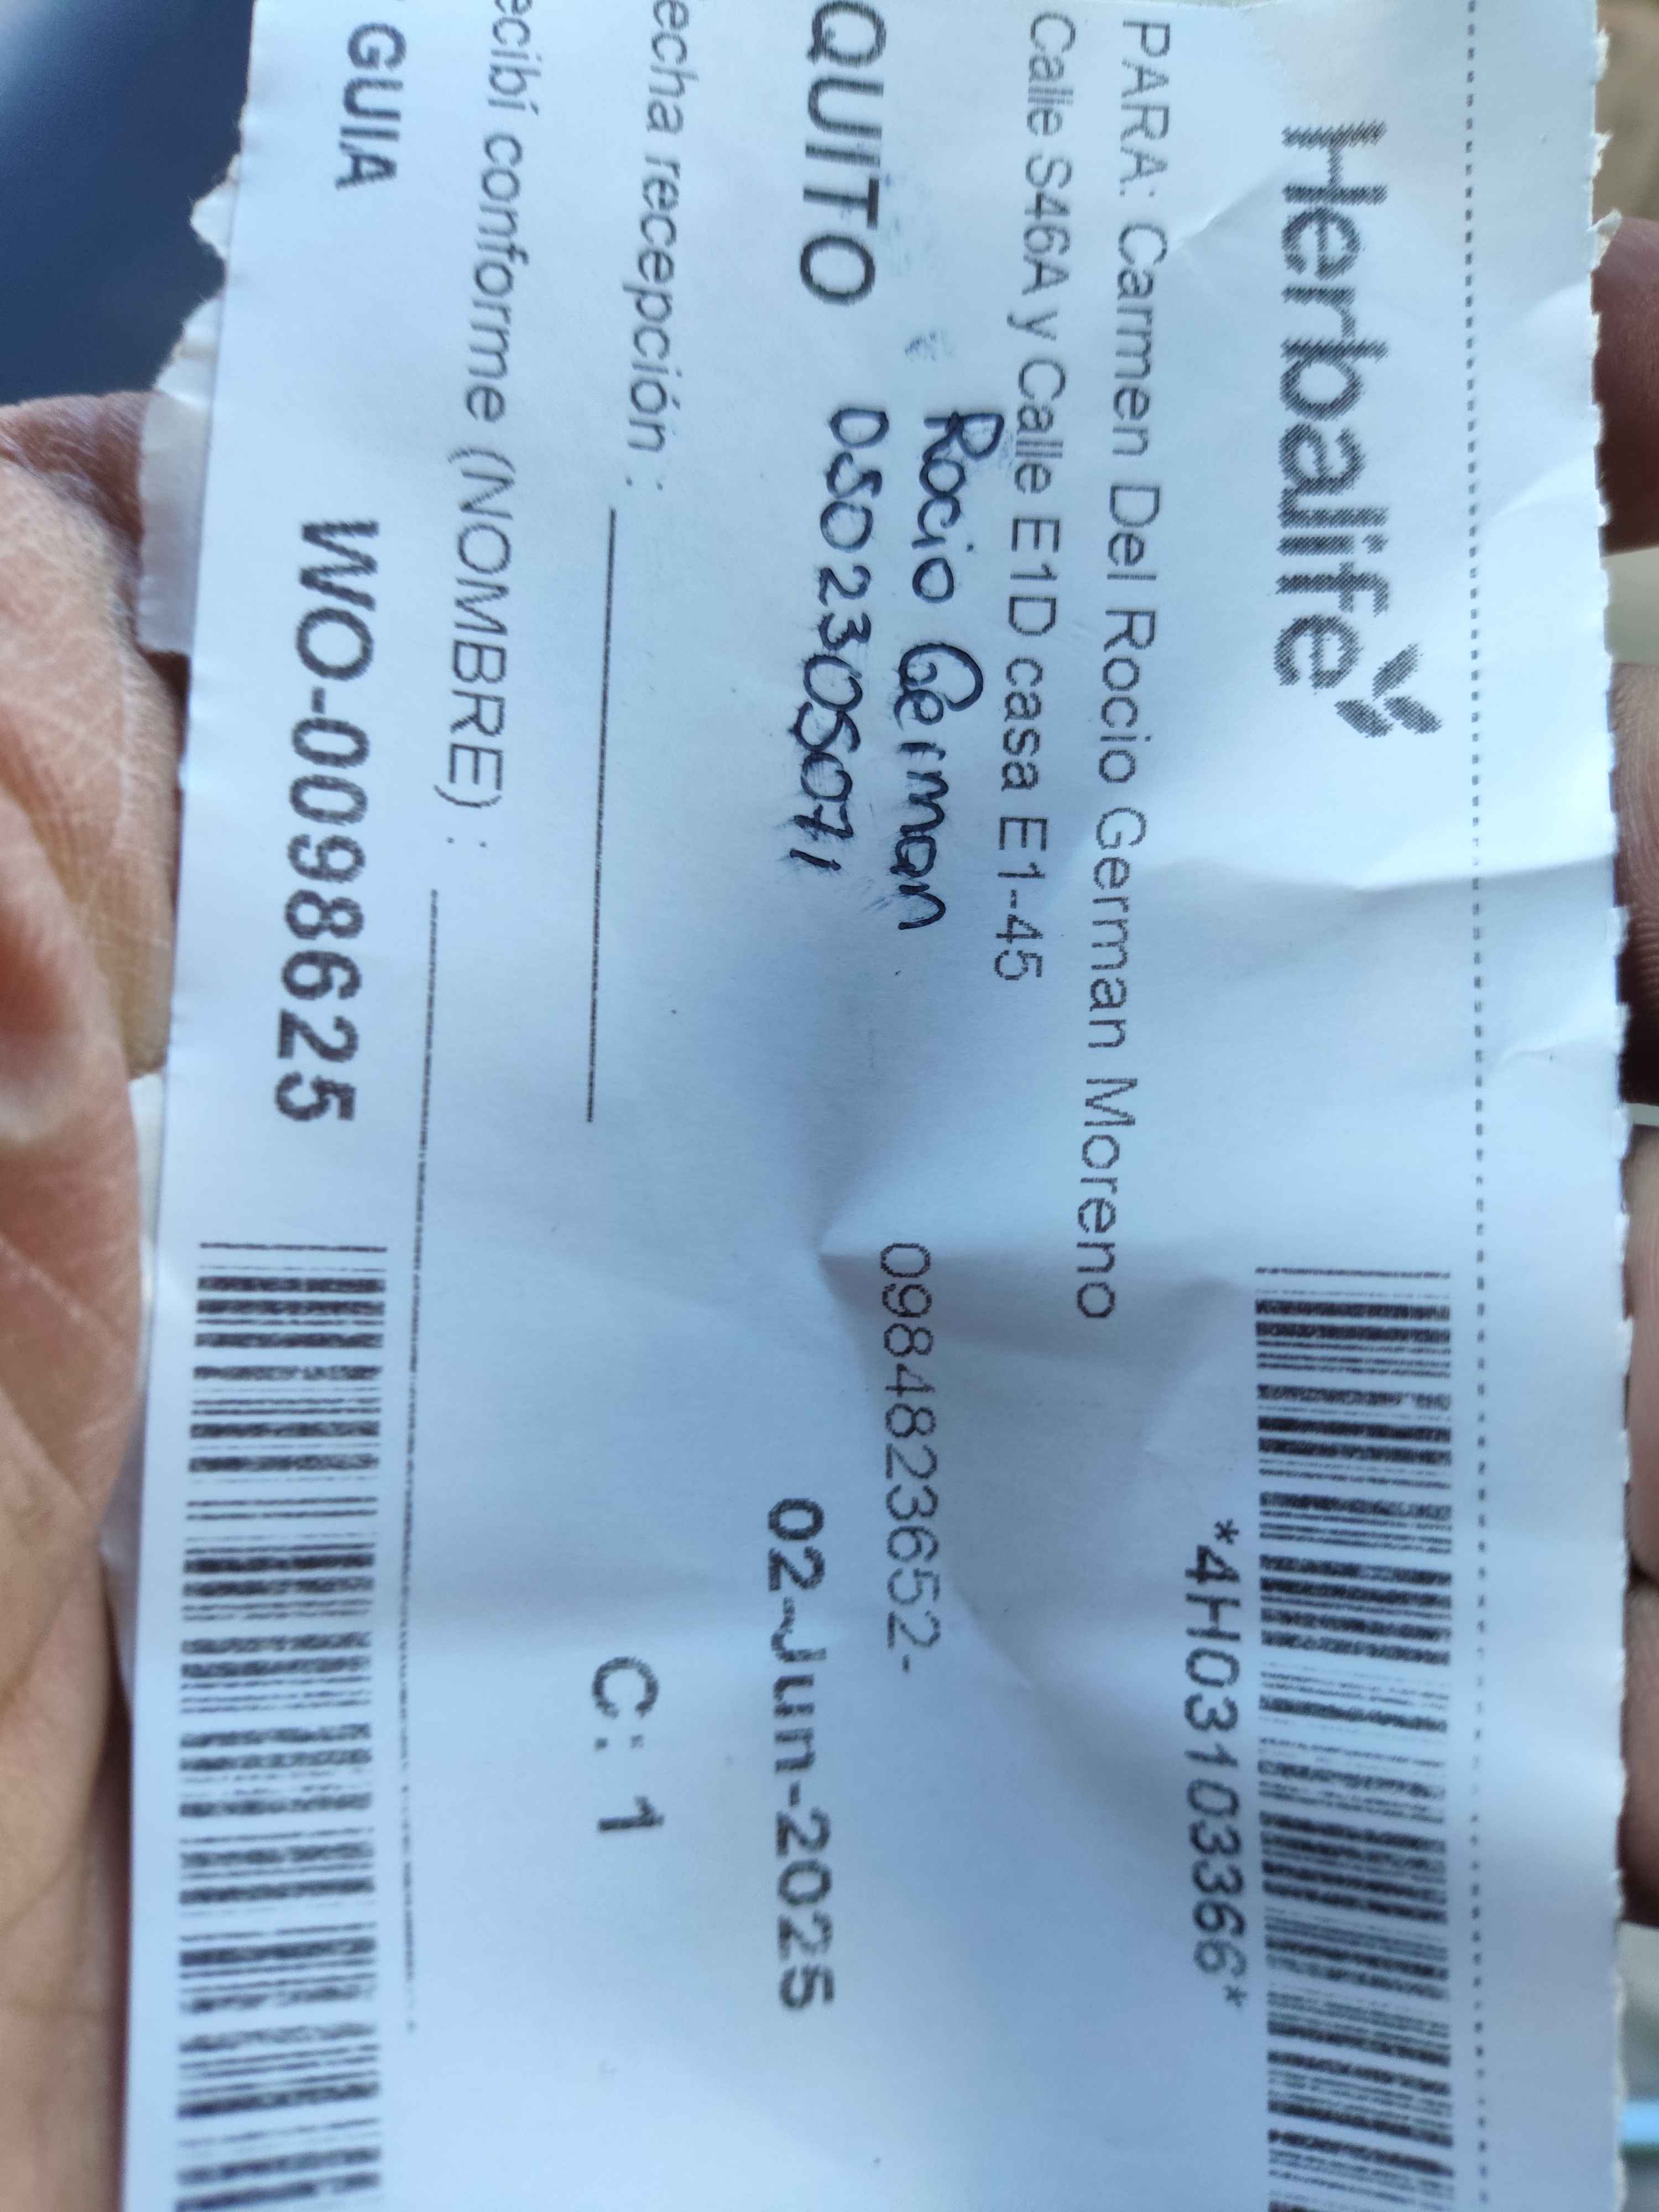 Herbalife
*4H03103366*
PARA: Carmen Del Rocio German Moreno
Calle S46A y Calle E1D casa E1-45
Rocio German
0984823652-
QUITO
0502305071
02-Jun-2025
echa recepción :
C: 1
ecibí conforme (NOMBRE) :
GUIA
WO-0098625